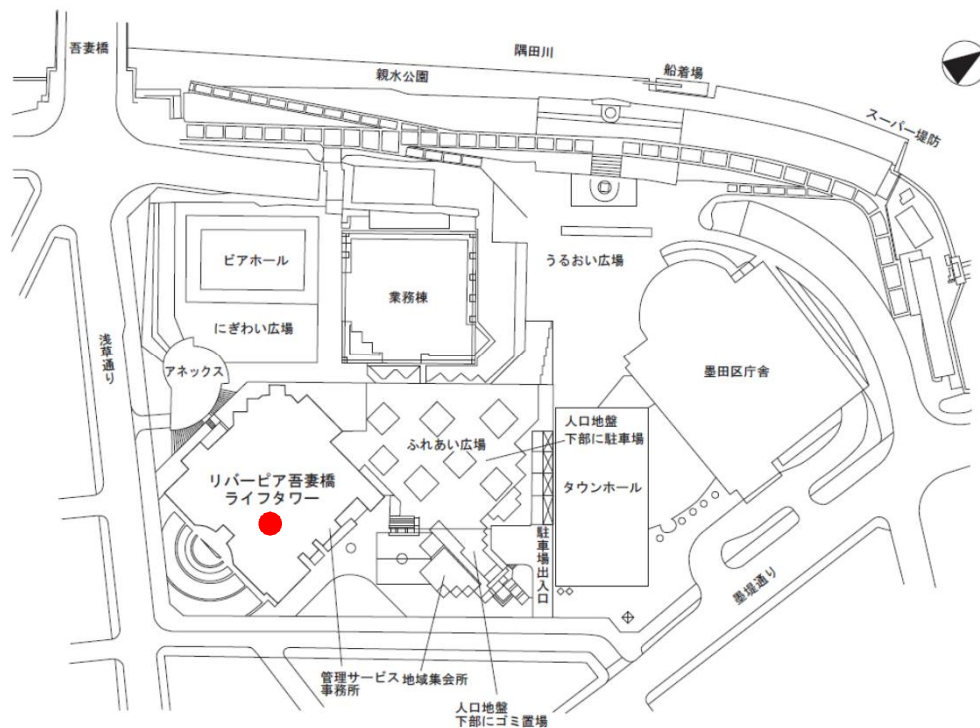 吾妻橋
隅田川
船着場
親水公園
スーパー堤防
ビアホール
うるおい広場
業務棟
にぎわい広場
浅草通り
アネックス
墨田区庁舎
人口地盤
下部に駐車場
ふれあい広場
リバーピア吾妻橋
ライフタワー
タウンホール
駐車場出入口
墨堤通り
管理サービス
事務所
地域集会所
人口地盤
下部にゴミ置場